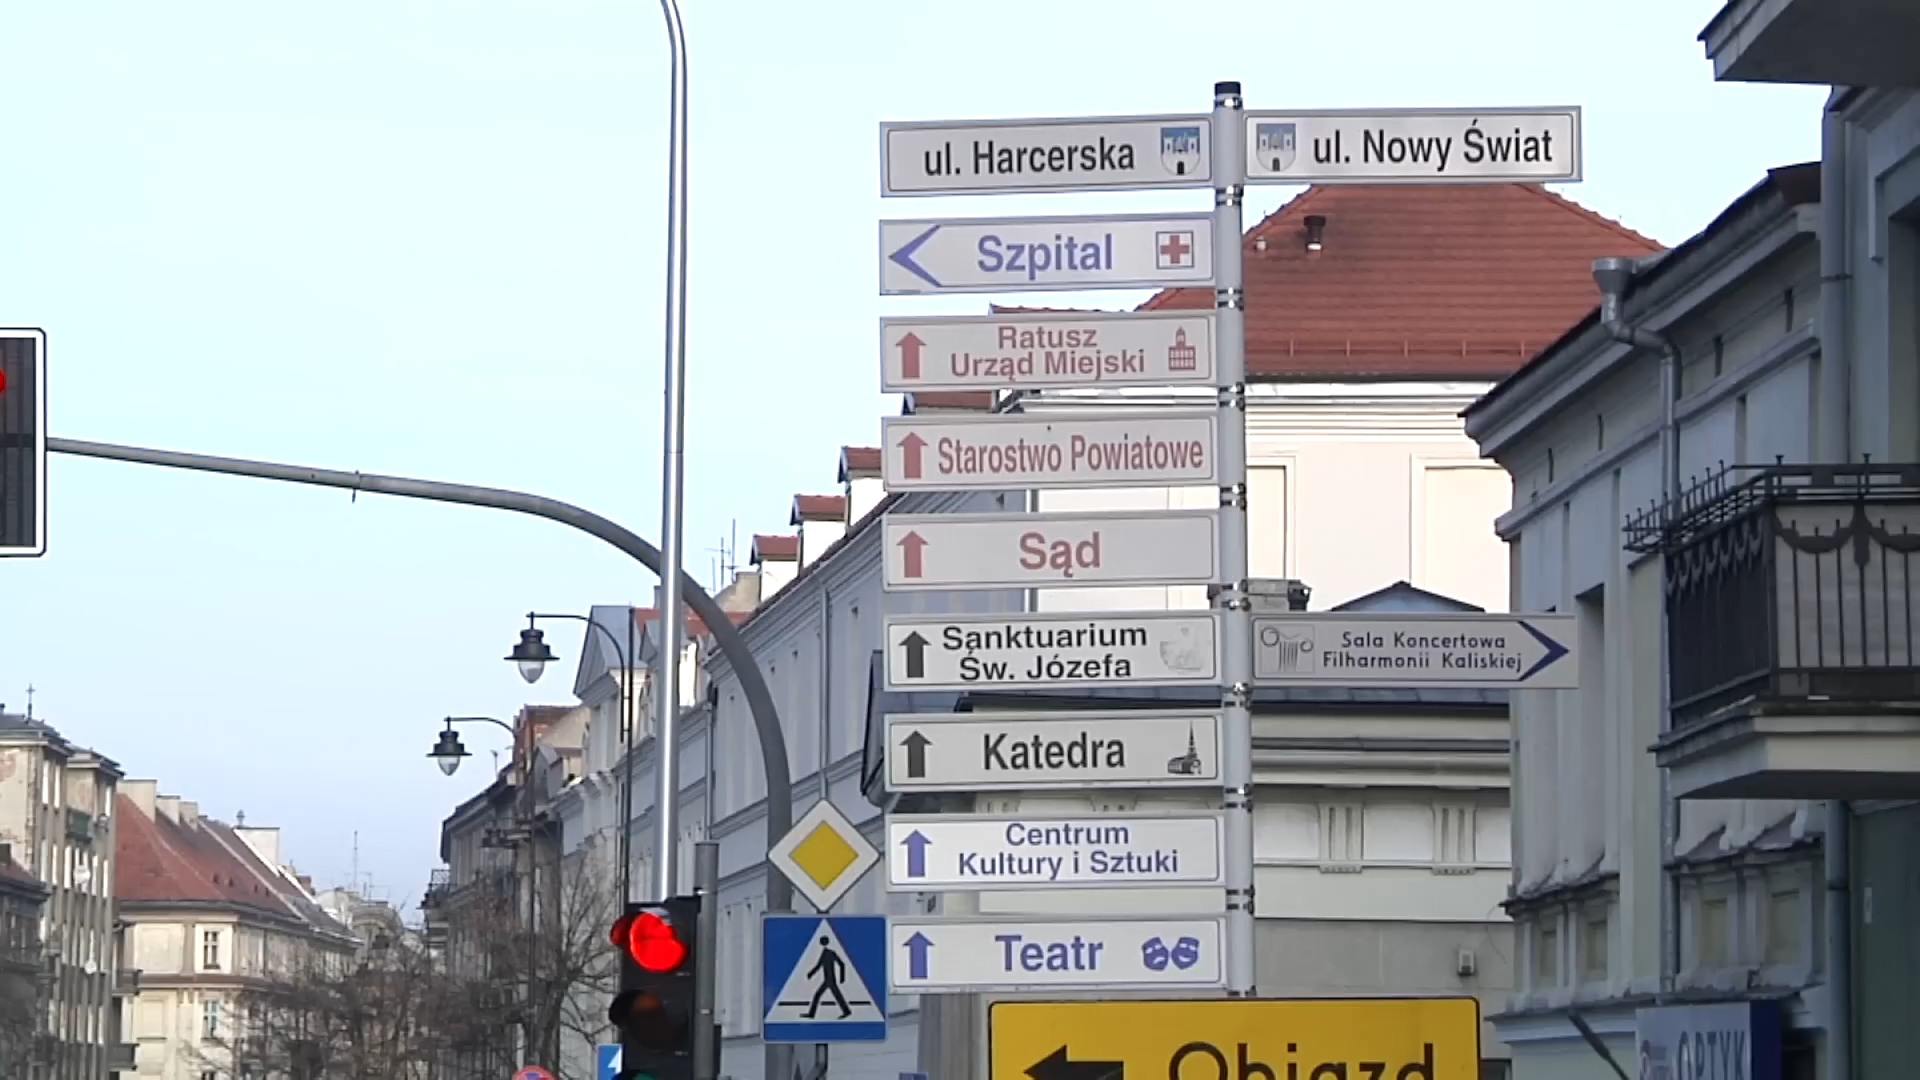 ul. Harcerska
ul. Nowy Świat
Szpital
Ratusz
Urząd Miejski
Starostwo Powiatowe
Sąd
Sanktuarium
Św. Józefa
Sala Koncertowa
Filharmonii Kaliskiej
Katedra
Centrum
Kultury i Sztuki
Teatr
Objazd
OPTYK